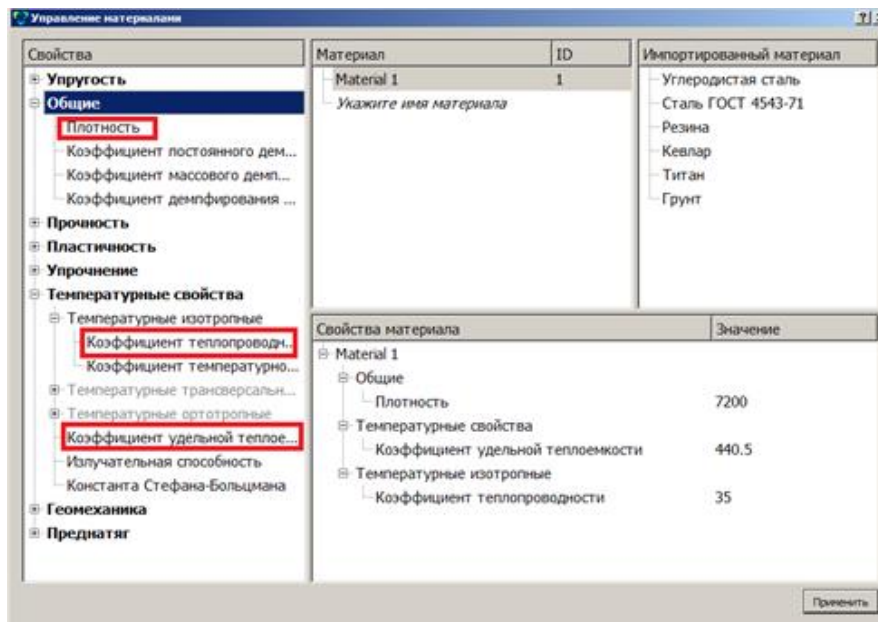 Управление материалами
Свойства
Упругость
Общие
Плотность
Коэффициент постоянного дем...
Коэффициент массового демп...
Коэффициент демпфирования ...
Прочность
Пластичность
Упрочнение
Температурные свойства
Температурные изотропные
Коэффициент теплопроводн..
Коэффициент температурно...
Температурные трансверсальн...
Температурные ортотропные
Коэффициент удельной теплое...
Излучательная способность
Константа Стефана-Больцмана
Геомеханика
Преднатяг
Материал ID
Material 1 1
Укажите имя материала
Импортированный материал
Углеродистая сталь
Сталь ГОСТ 4543-71
Резина
Кевлар
Титан
Грунт
Свойства материала Значение
Material 1
Общие
Плотность 7200
Температурные свойства
Коэффициент удельной теплоемкости 440.5
Температурные изотропные
Коэффициент теплопроводности 35
Применить